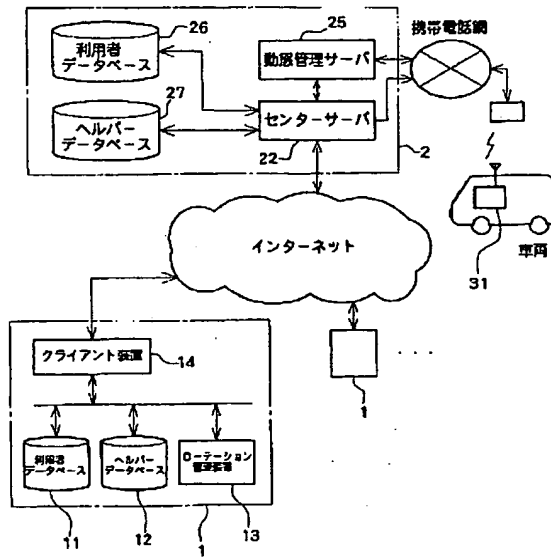 26
25
携帯電話網
利用者
データベース
動態管理サーバ
27
ヘルパー
データベース
センターサーバ
22
2
インターネット
車両
31
クライアント装置
14
1
・・・
利用者
データベース
ヘルパー
データベース
ローテーション
管理装置
11
12
1
13